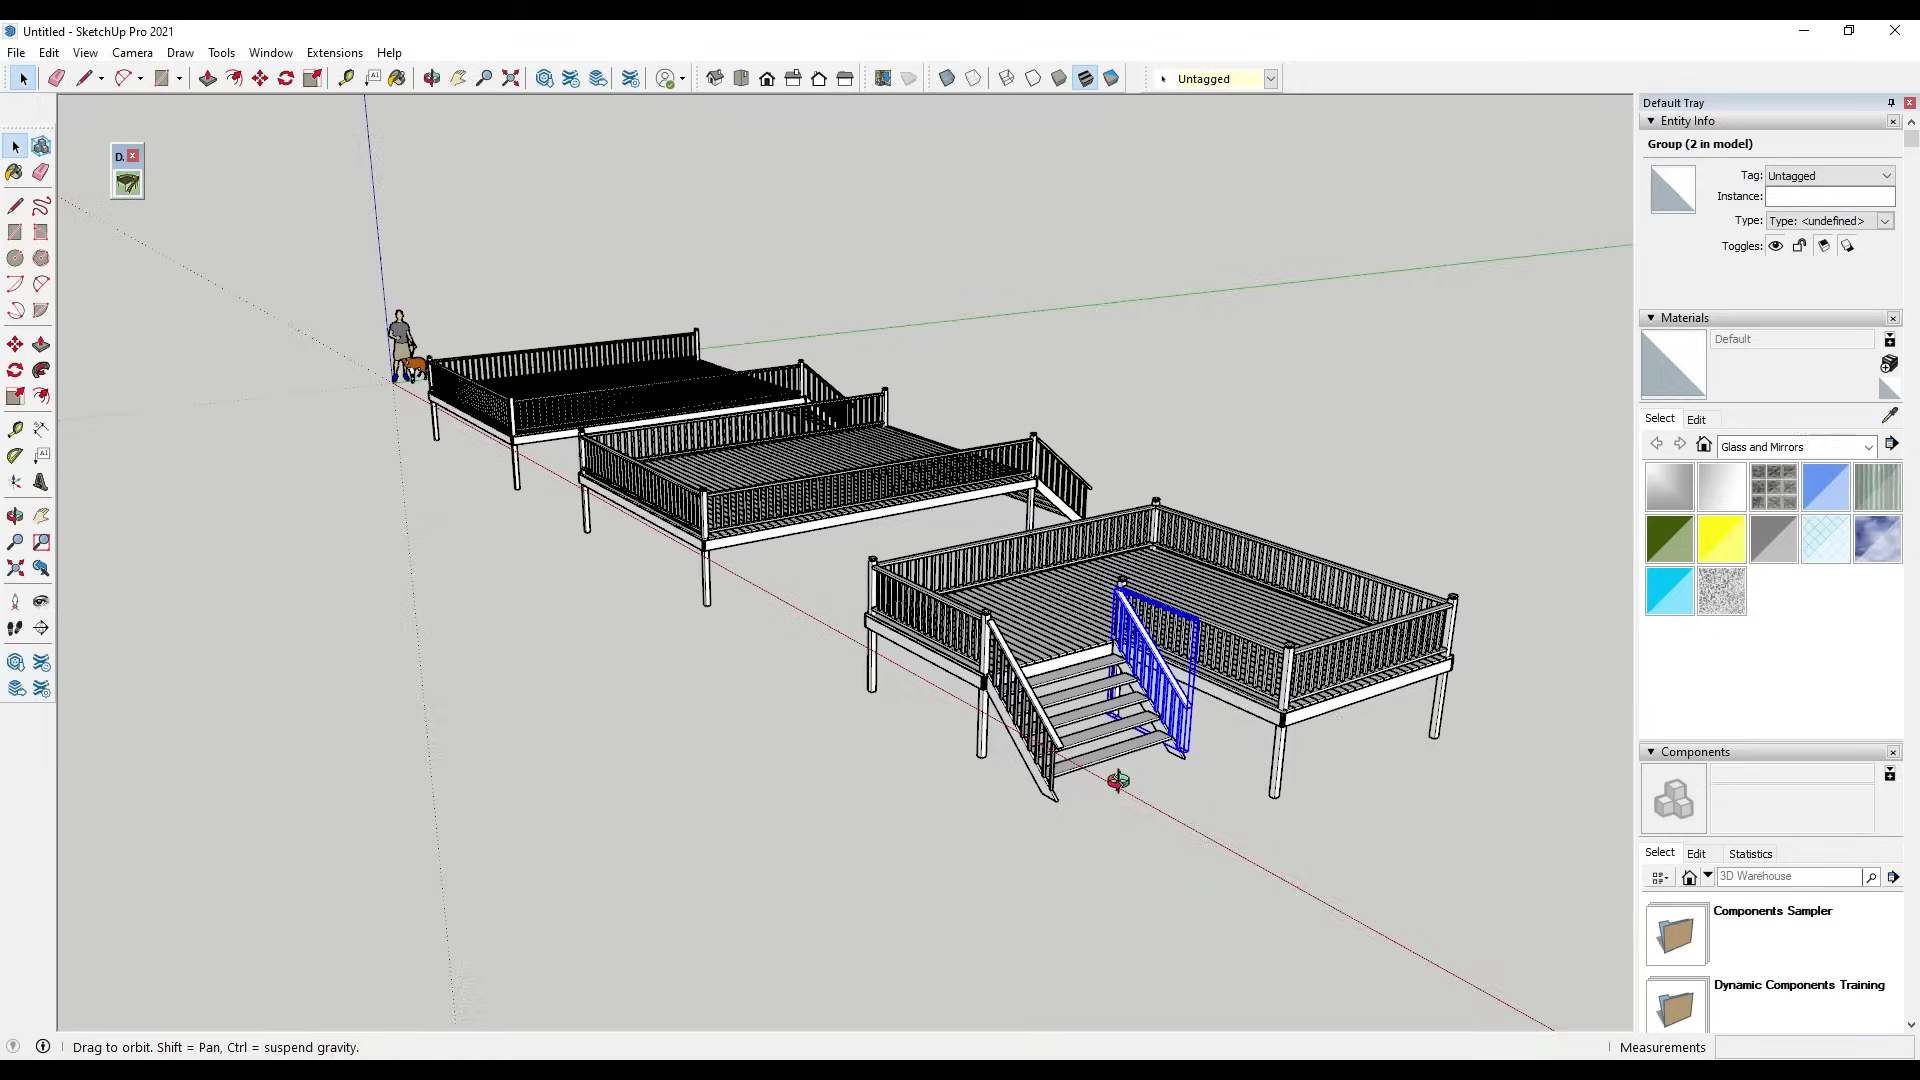 Untitled - SketchUp Pro 2021
File Edit View Camera Draw Tools Window Extensions Help
Untagged
D.
Default Tray
Entity Info
Group (2 in model)
Tag: Untagged
Instance:
Type: Type: <undefined>
Toggles:
Materials
Default
Select Edit
Glass and Mirrors
Components
Select Edit Statistics
3D Warehouse
Components Sampler
Dynamic Components Training
Drag to orbit. Shift = Pan, Ctrl = suspend gravity.
Measurements